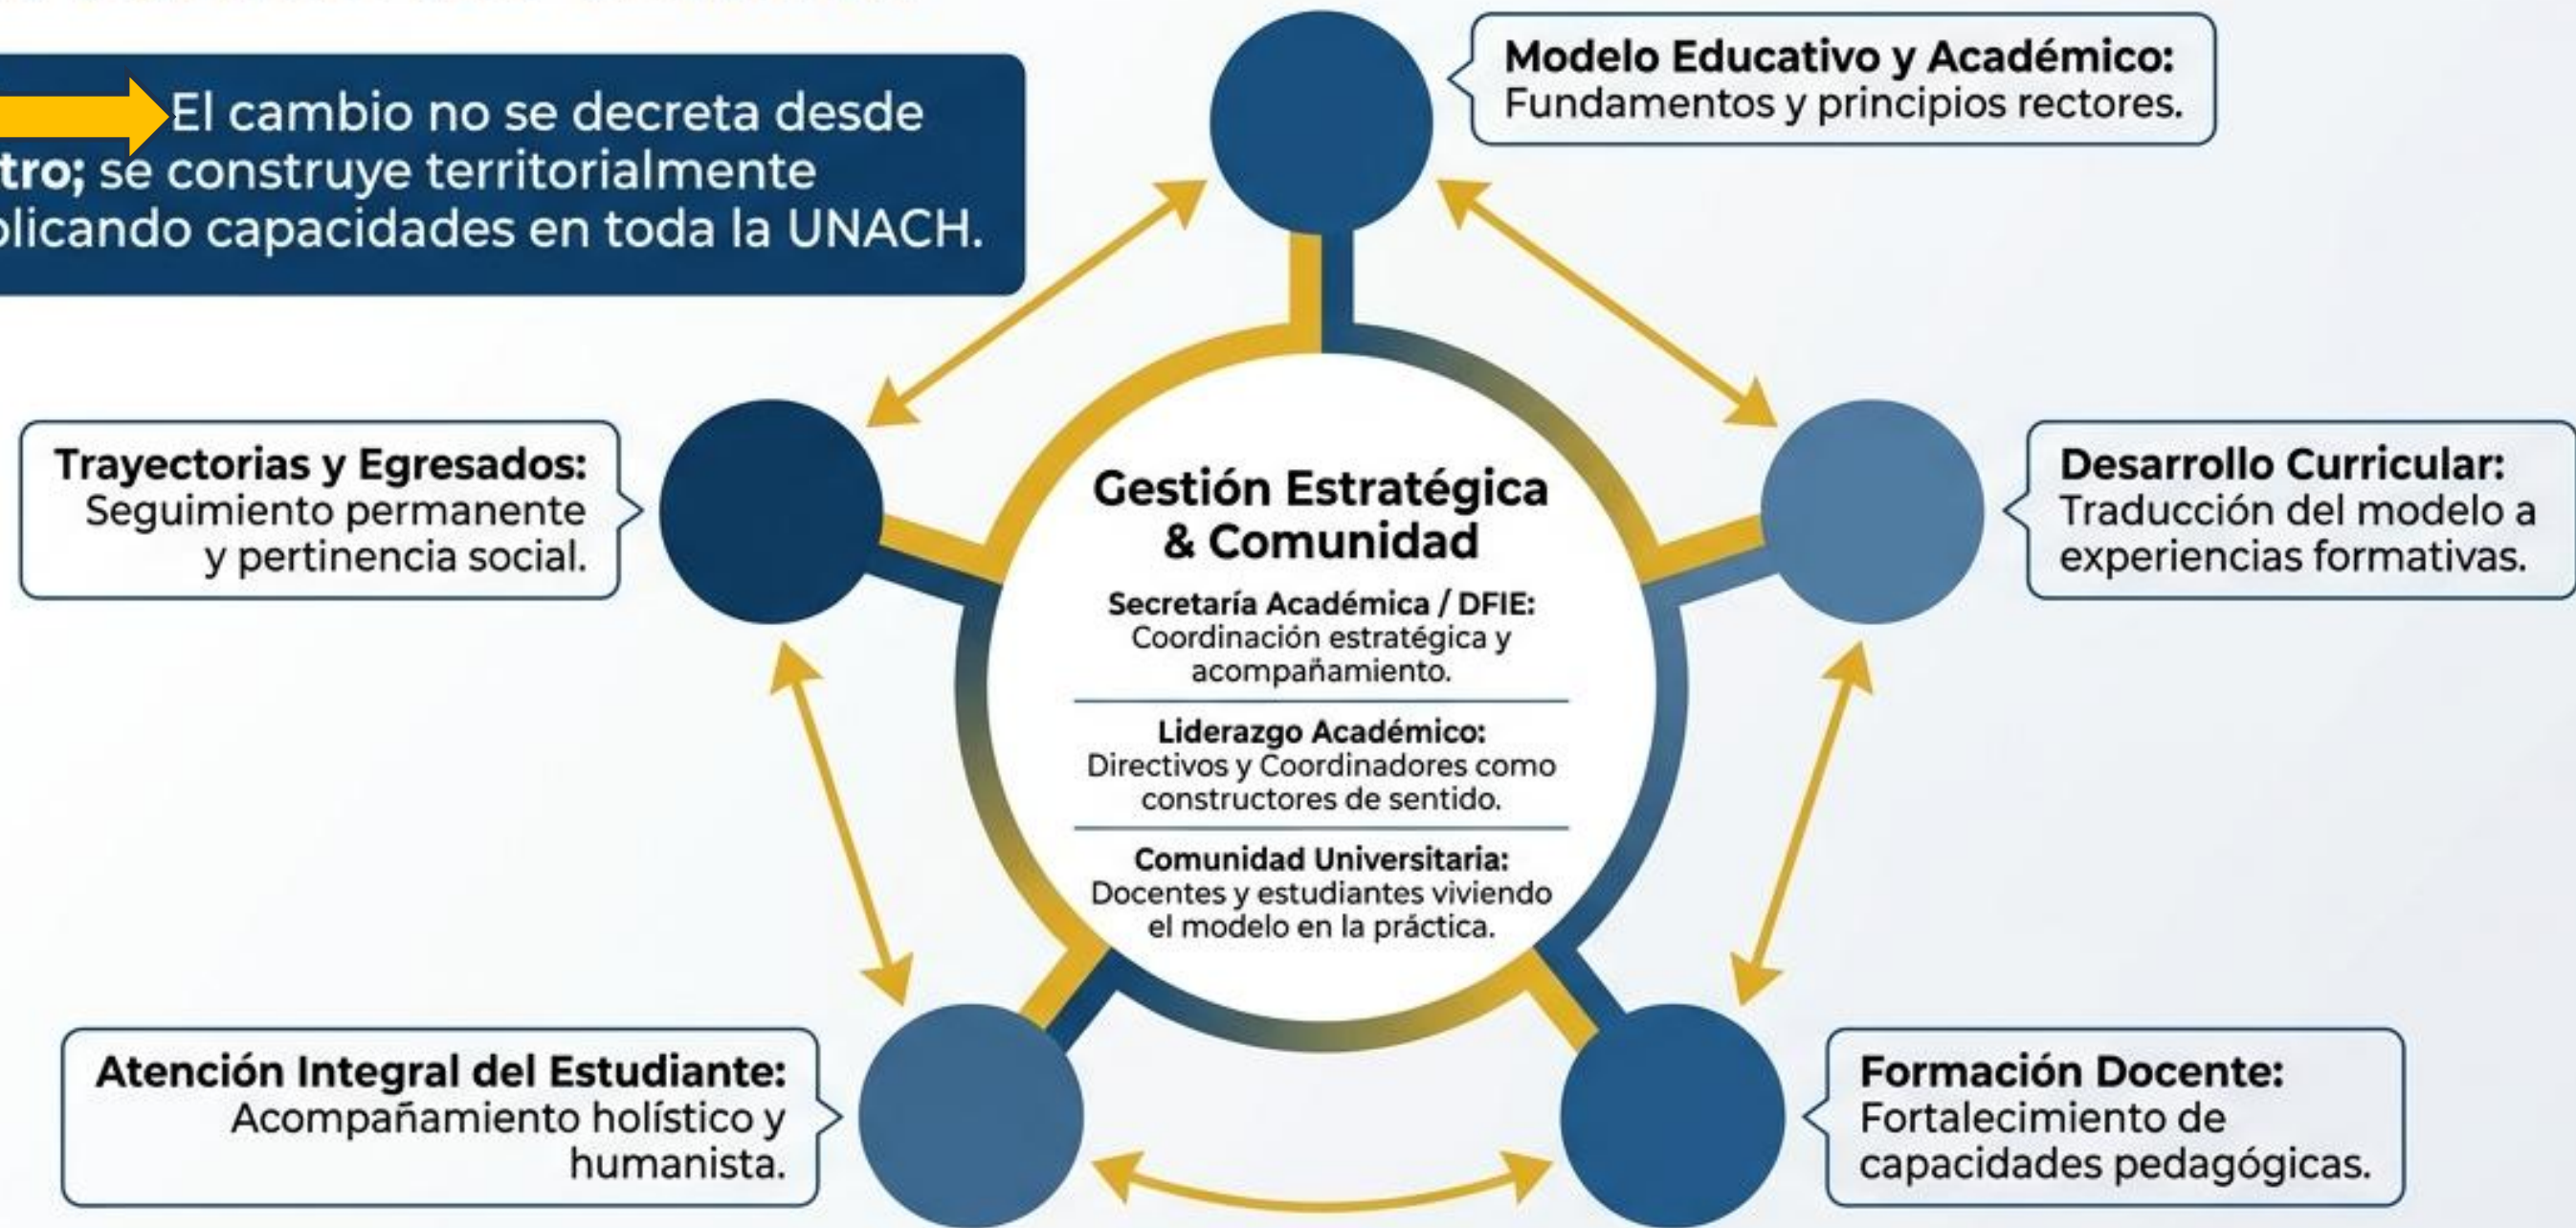 El cambio no se decreta desde
tro; se construye territorialmente
plicando capacidades en toda la UNACH.
Modelo Educativo y Académico:
Fundamentos y principios rectores.
Trayectorias y Egresados:
Seguimiento permanente
y pertinencia social.
Desarrollo Curricular:
Traducción del modelo a
experiencias formativas.
Gestión Estratégica
& Comunidad
Secretaría Académica / DFIE:
Coordinación estratégica y
acompañamiento.
Liderazgo Académico:
Directivos y Coordinadores como
constructores de sentido.
Comunidad Universitaria:
Docentes y estudiantes viviendo
el modelo en la práctica.
Atención Integral del Estudiante:
Acompañamiento holístico y
humanista.
Formación Docente:
Fortalecimiento de
capacidades pedagógicas.